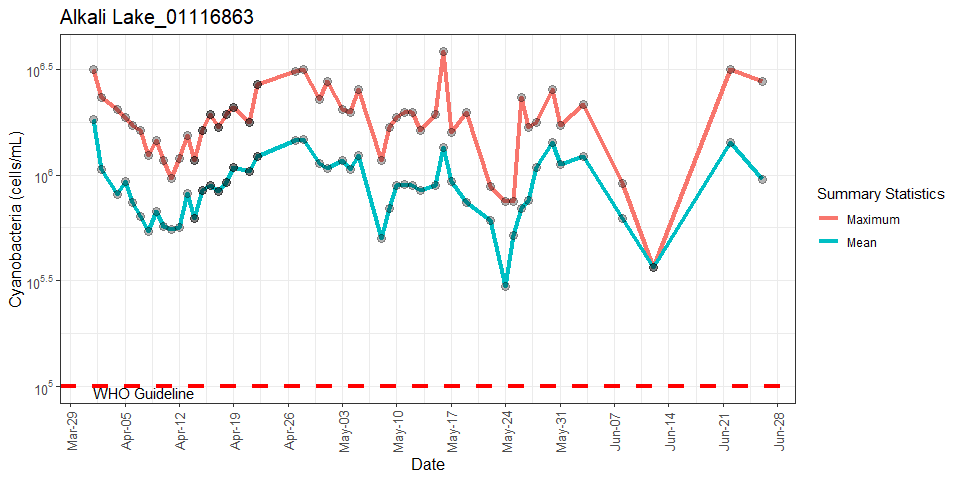 Alkali Lake_01116863
Cyanobacteria (cells/mL)
10^6.5
10^6
10^5.5
10^5
WHO Guideline
Mar-29
Apr-05
Apr-12
Apr-19
Apr-26
May-03
May-10
May-17
May-24
May-31
Jun-07
Jun-14
Jun-21
Jun-28
Date
Summary Statistics
Maximum
Mean